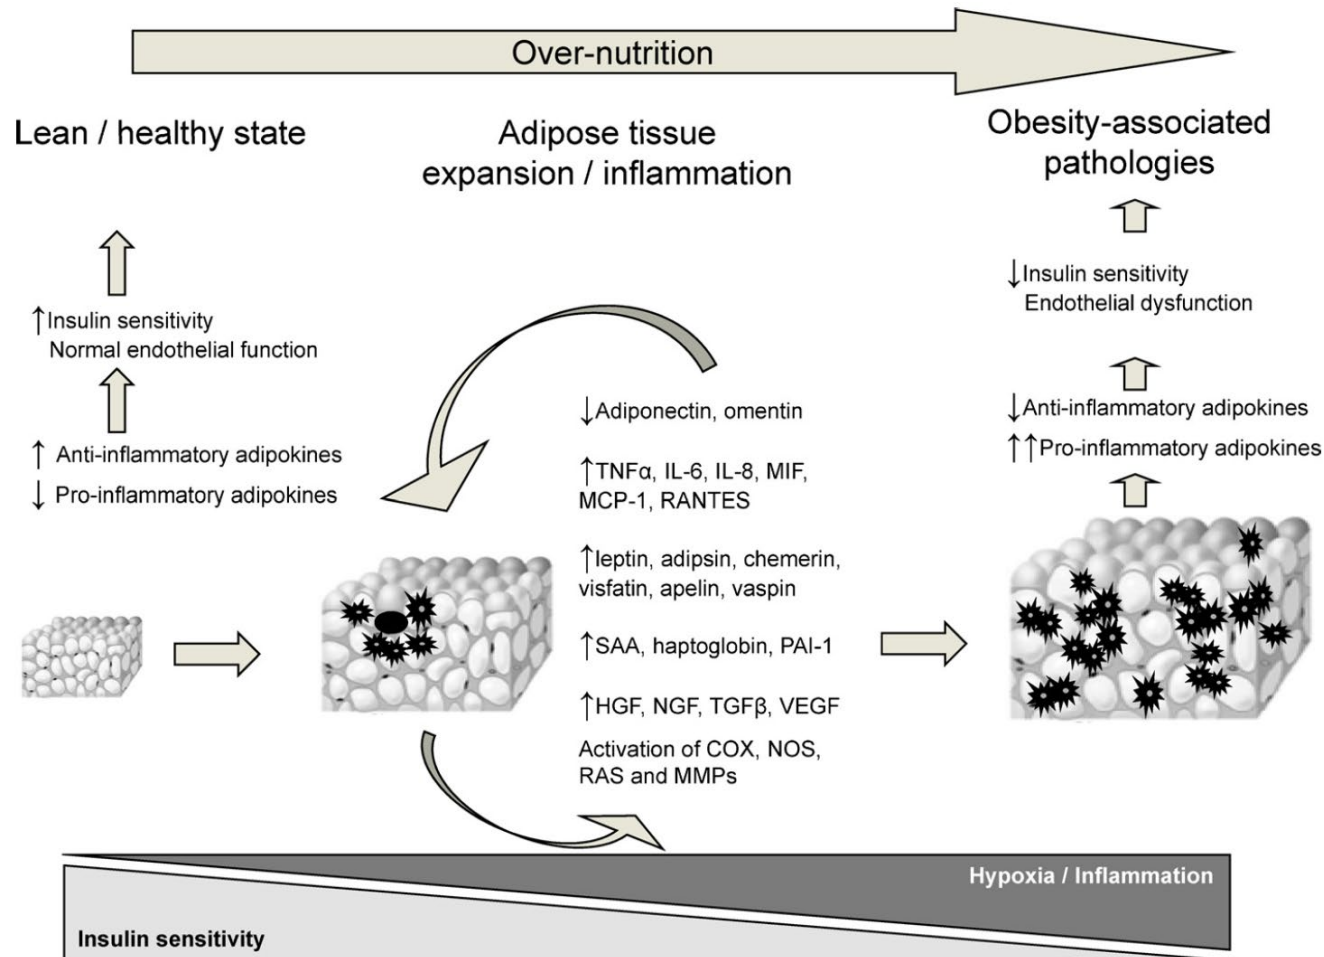 Over-nutrition
Lean / healthy state
↑Insulin sensitivity
Normal endothelial function
↑ Anti-inflammatory adipokines
↓ Pro-inflammatory adipokines
Adipose tissue
expansion / inflammation
↓Adiponectin, omentin
↑TNFα, IL-6, IL-8, MIF,
MCP-1, RANTES
↑leptin, adipsin, chemerin,
visfatin, apelin, vaspin
↑SAA, haptoglobin, PAI-1
↑HGF, NGF, TGFβ, VEGF
Activation of COX, NOS,
RAS and MMPs
Obesity-associated
pathologies
↓Insulin sensitivity
Endothelial dysfunction
↓Anti-inflammatory adipokines
↑↑Pro-inflammatory adipokines
Hypoxia / Inflammation
Insulin sensitivity